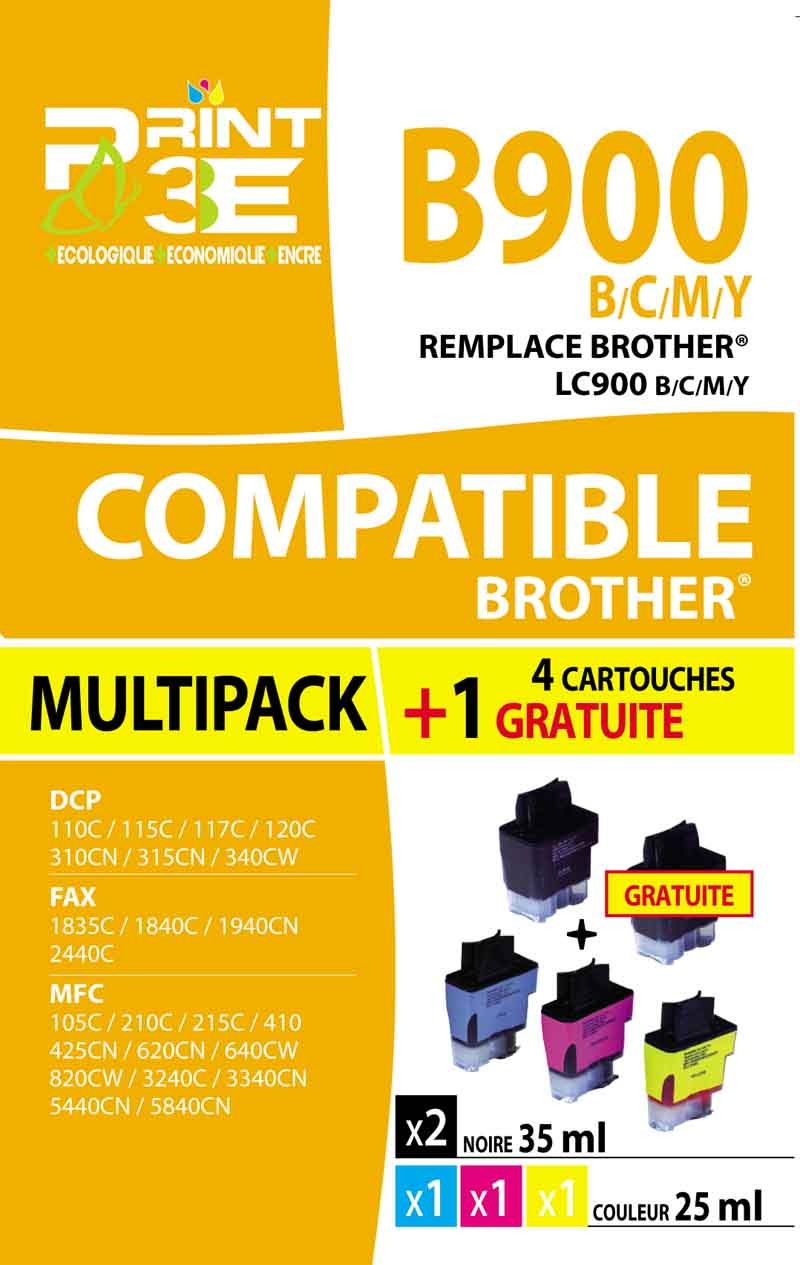 PRINT
3E
+ECOLOGIQUE+ECONOMIQUE+ENCRE
B900
B/C/M/Y
REMPLACE BROTHER®
LC900 B/C/M/Y
COMPATIBLE
BROTHER®
MULTIPACK
4 CARTOUCHES
+1 GRATUITE
DCP
110C / 115C / 117C / 120C
310CN / 315CN / 340CW
FAX
1835C / 1840C / 1940CN
2440C
MFC
105C / 210C / 215C / 410
425CN / 620CN / 640CW
820CW / 3240C / 3340CN
5440CN / 5840CN
GRATUITE
+
x2 NOIRE 35 ml
x1 x1 x1 COULEUR 25 ml